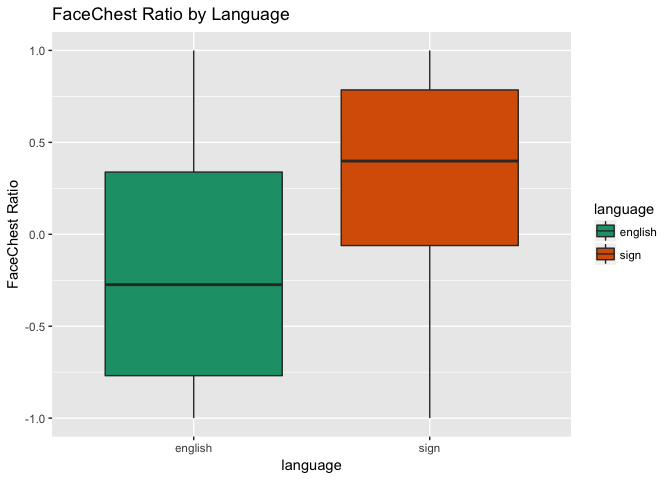 FaceChest Ratio by Language
FaceChest Ratio
1.0
0.5
0.0
-0.5
-1.0
english
sign
language
language
english
sign